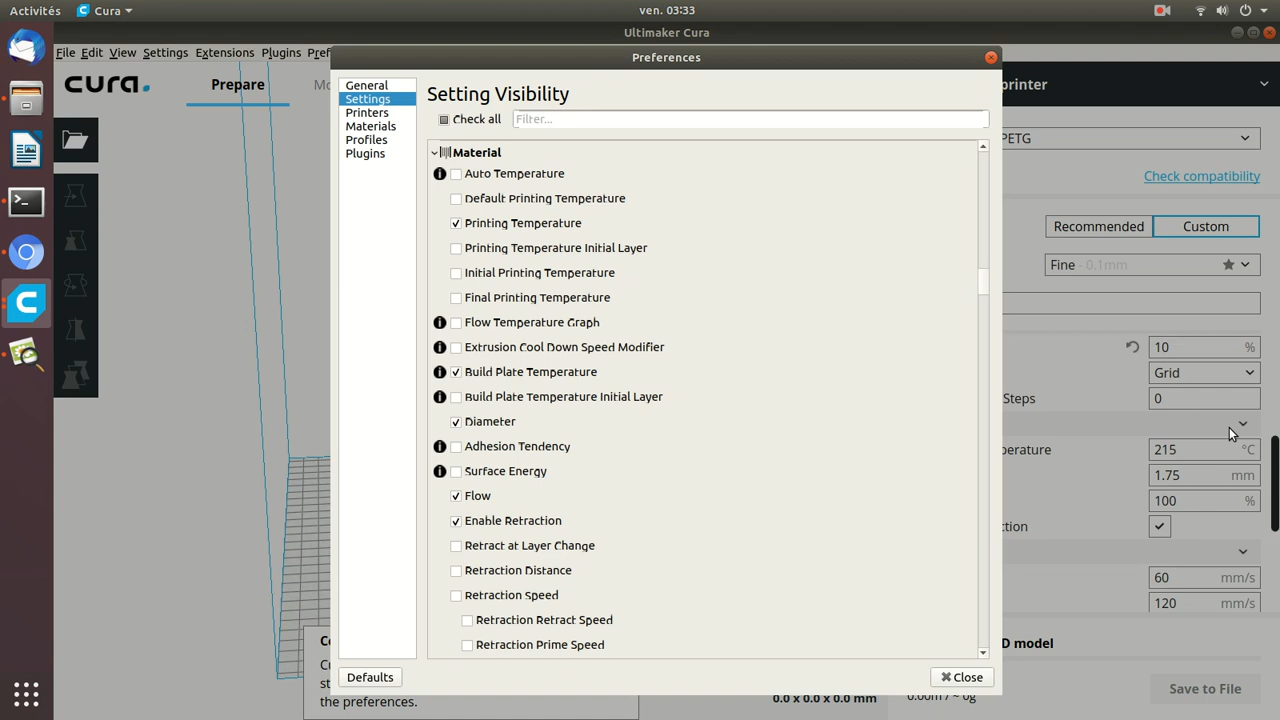 Activités
Cura
ven. 03:33
Ultimaker Cura
File Edit View Settings Extensions Plugins Pref
cura.
Prepare
Mo
printer
PETG
Check compatibility
Recommended
Custom
Fine - 0.1mm
10 %
Grid
Steps
0
perature
215 °C
1.75 mm
100 %
ction
60 mm/s
120 mm/s
D model
Save to File
Preferences
General
Settings
Printers
Materials
Profiles
Plugins
Setting Visibility
Check all
Filter...
Material
Auto Temperature
Default Printing Temperature
Printing Temperature
Printing Temperature Initial Layer
Initial Printing Temperature
Final Printing Temperature
Flow Temperature Graph
Extrusion Cool Down Speed Modifier
Build Plate Temperature
Build Plate Temperature Initial Layer
Diameter
Adhesion Tendency
Surface Energy
Flow
Enable Retraction
Retract at Layer Change
Retraction Distance
Retraction Speed
Retraction Retract Speed
Retraction Prime Speed
Defaults
Close
the preferences.
0.0 x 0.0 x 0.0 mm
0.00m / ~ 0g